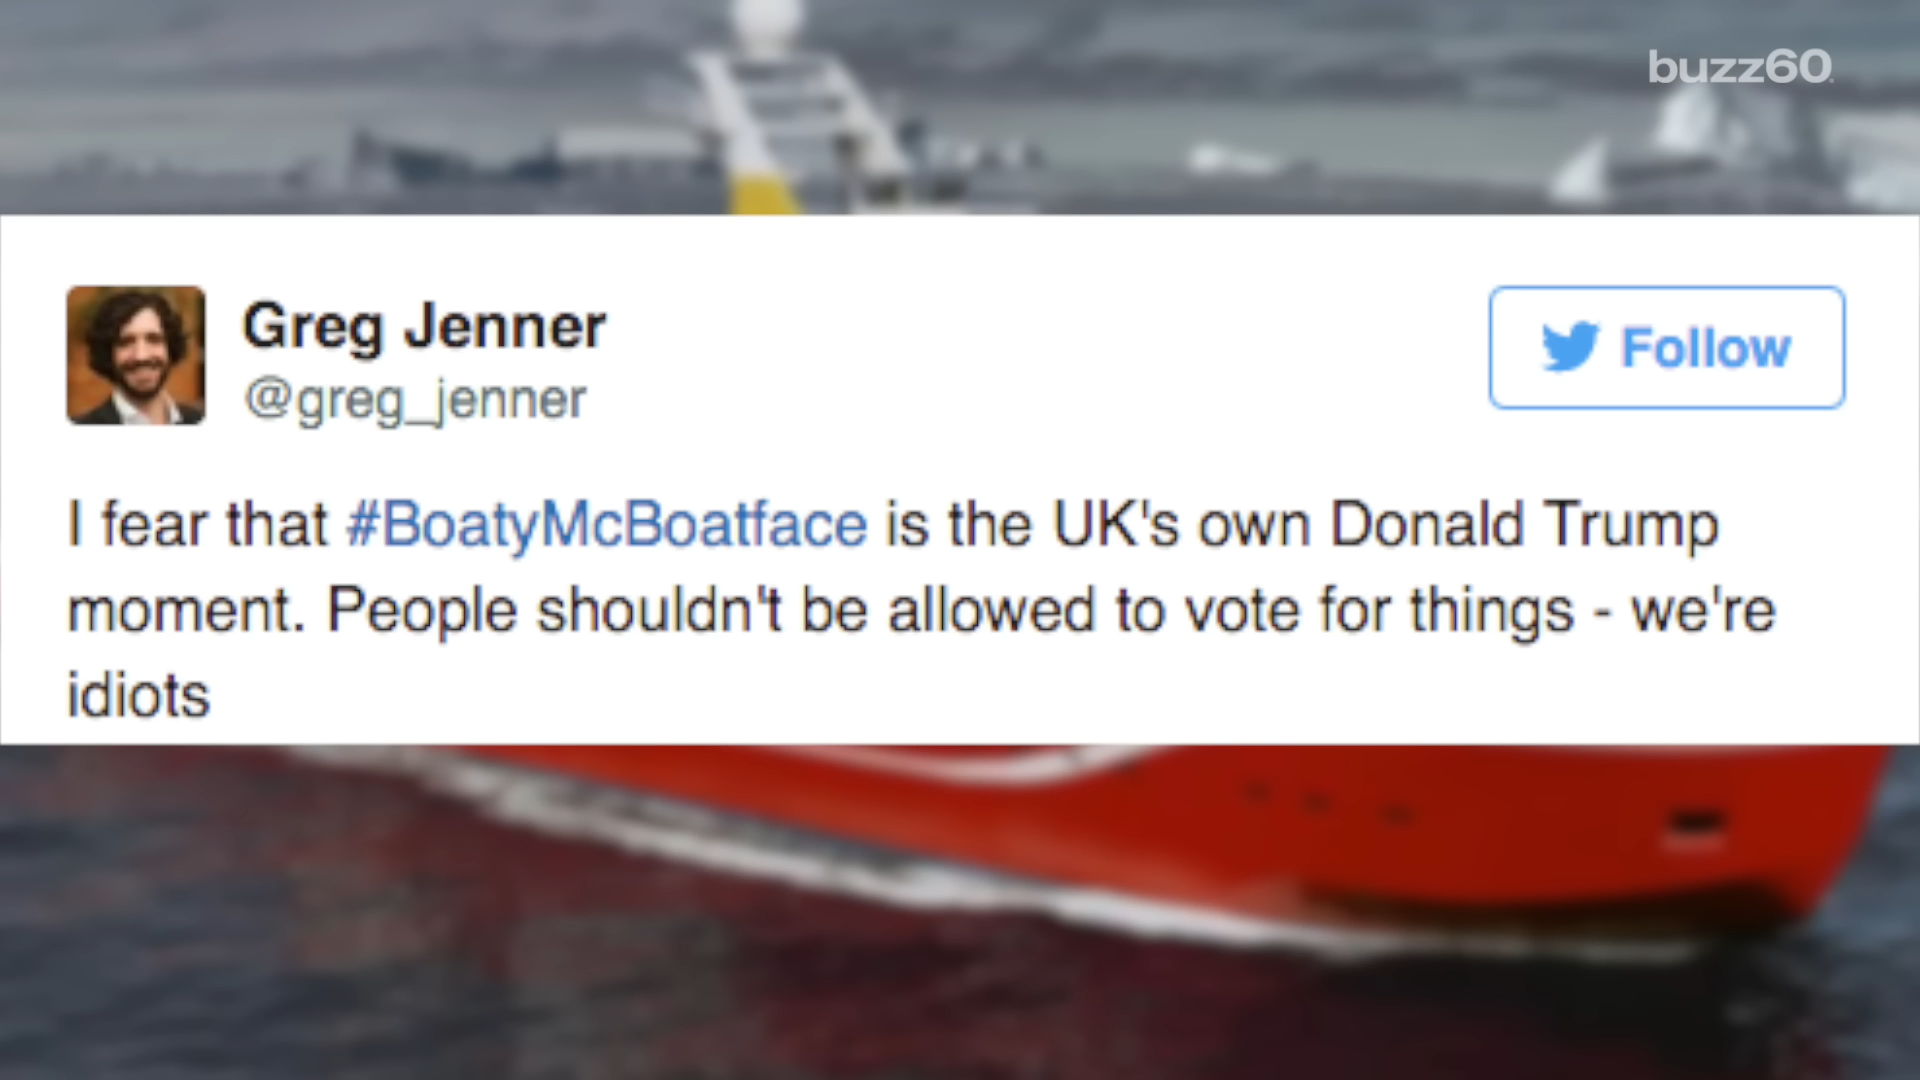 buzz60
Greg Jenner
@greg_jenner
Follow
I fear that #BoatyMcBoatface is the UK's own Donald Trump
moment. People shouldn't be allowed to vote for things - we're
idiots